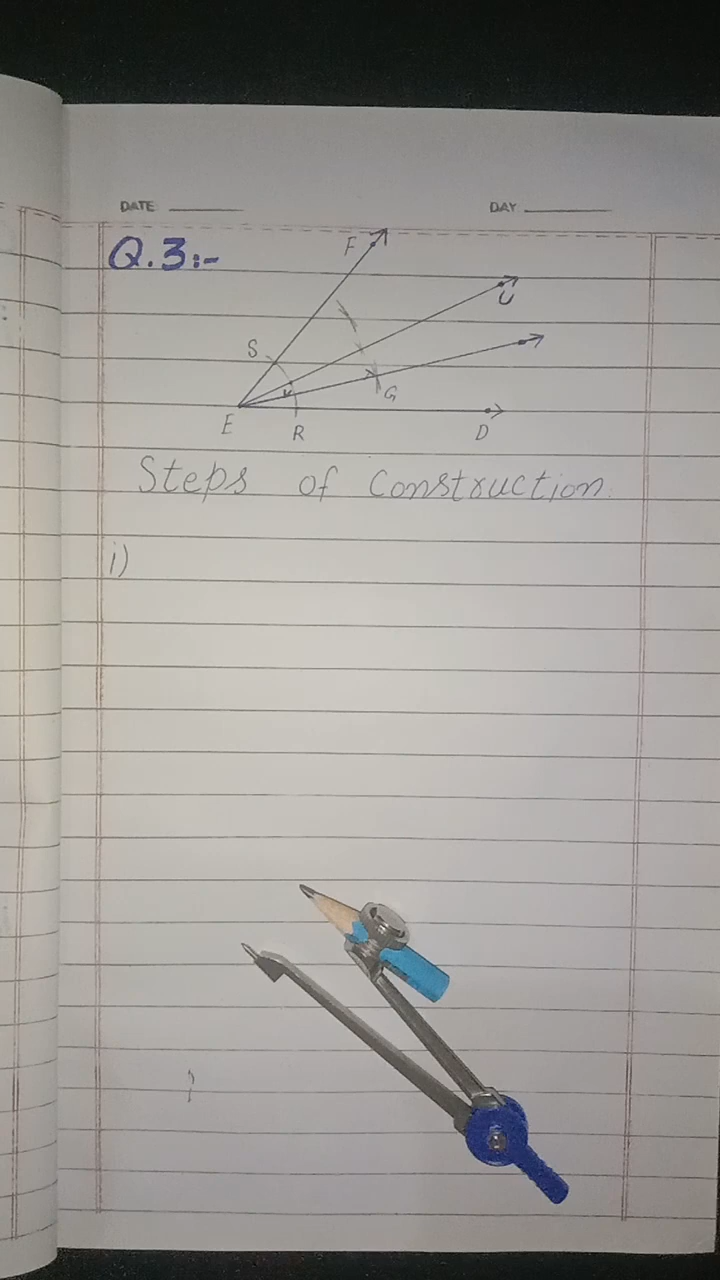 DATE DAY
Q.3:-
F
U
S
G
E R D
Steps of Construction.
i)